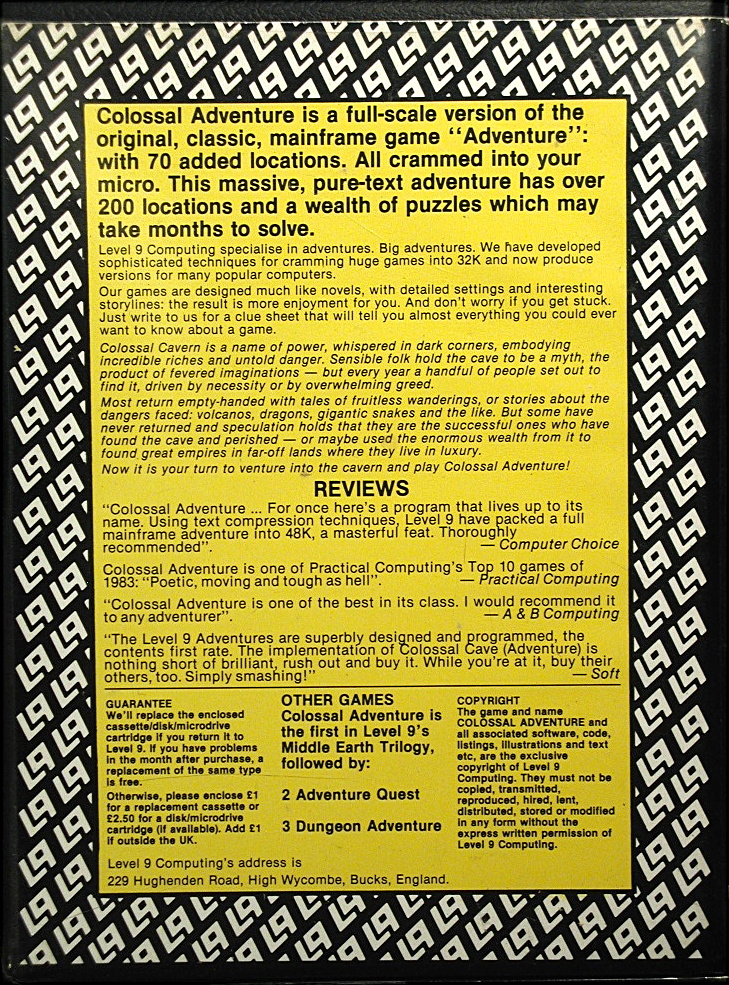 Colossal Adventure is a full-scale version of the
original, classic, mainframe game "Adventure":
with 70 added locations. All crammed into your
micro. This massive, pure-text adventure has over
200 locations and a wealth of puzzles which may
take months to solve.
Level 9 Computing specialise in adventures. Big adventures. We have developed
sophisticated techniques for cramming huge games into 32K and now produce
versions for many popular computers.
Our games are designed much like novels, with detailed settings and interesting
storylines: the result is more enjoyment for you. And don't worry if you get stuck.
Just write to us for a clue sheet that will tell you almost everything you could ever
want to know about a game.
Colossal Cavern is a name of power, whispered in dark corners, embodying
incredible riches and untold danger. Sensible folk hold the cave to be a myth, the
product of fevered imaginations — but every year a handful of people set out to
find it, driven by necessity or by overwhelming greed.
Most return empty-handed with tales of fruitless wanderings, or stories about the
dangers faced: volcanos, dragons, gigantic snakes and the like. But some have
never returned and speculation holds that they are the successful ones who have
found the cave and perished — or maybe used the enormous wealth from it to
found great empires in far-off lands where they live in luxury.
Now it is your turn to venture into the cavern and play Colossal Adventure!
REVIEWS
"Colossal Adventure ... For once here's a program that lives up to its
name. Using text compression techniques, Level 9 have packed a full
mainframe adventure into 48K, a masterful feat. Thoroughly
recommended". — Computer Choice
Colossal Adventure is one of Practical Computing's Top 10 games of
1983: "Poetic, moving and tough as hell". — Practical Computing
"Colossal Adventure is one of the best in its class. I would recommend it
to any adventurer". — A & B Computing
"The Level 9 Adventures are superbly designed and programmed, the
contents first rate. The implementation of Colossal Cave (Adventure) is
nothing short of brilliant, rush out and buy it. While you're at it, buy their
others, too. Simply smashing!" — Soft
GUARANTEE
We'll replace the enclosed
cassette/disk/microdrive
cartridge if you return it to
Level 9. If you have problems
in the month after purchase, a
replacement of the same type
is free.
Otherwise, please enclose £1
for a replacement cassette or
£2.50 for a disk/microdrive
cartridge (if available). Add £1
if outside the UK.
OTHER GAMES
Colossal Adventure is
the first in Level 9's
Middle Earth Trilogy,
followed by:
2 Adventure Quest
3 Dungeon Adventure
COPYRIGHT
The game and name
COLOSSAL ADVENTURE and
all associated software, code,
listings, illustrations and text
etc, are the exclusive
copyright of Level 9
Computing. They must not be
copied, transmitted,
reproduced, hired, lent,
distributed, stored or modified
in any form without the
express written permission of
Level 9 Computing.
Level 9 Computing's address is
229 Hughenden Road, High Wycombe, Bucks, England.